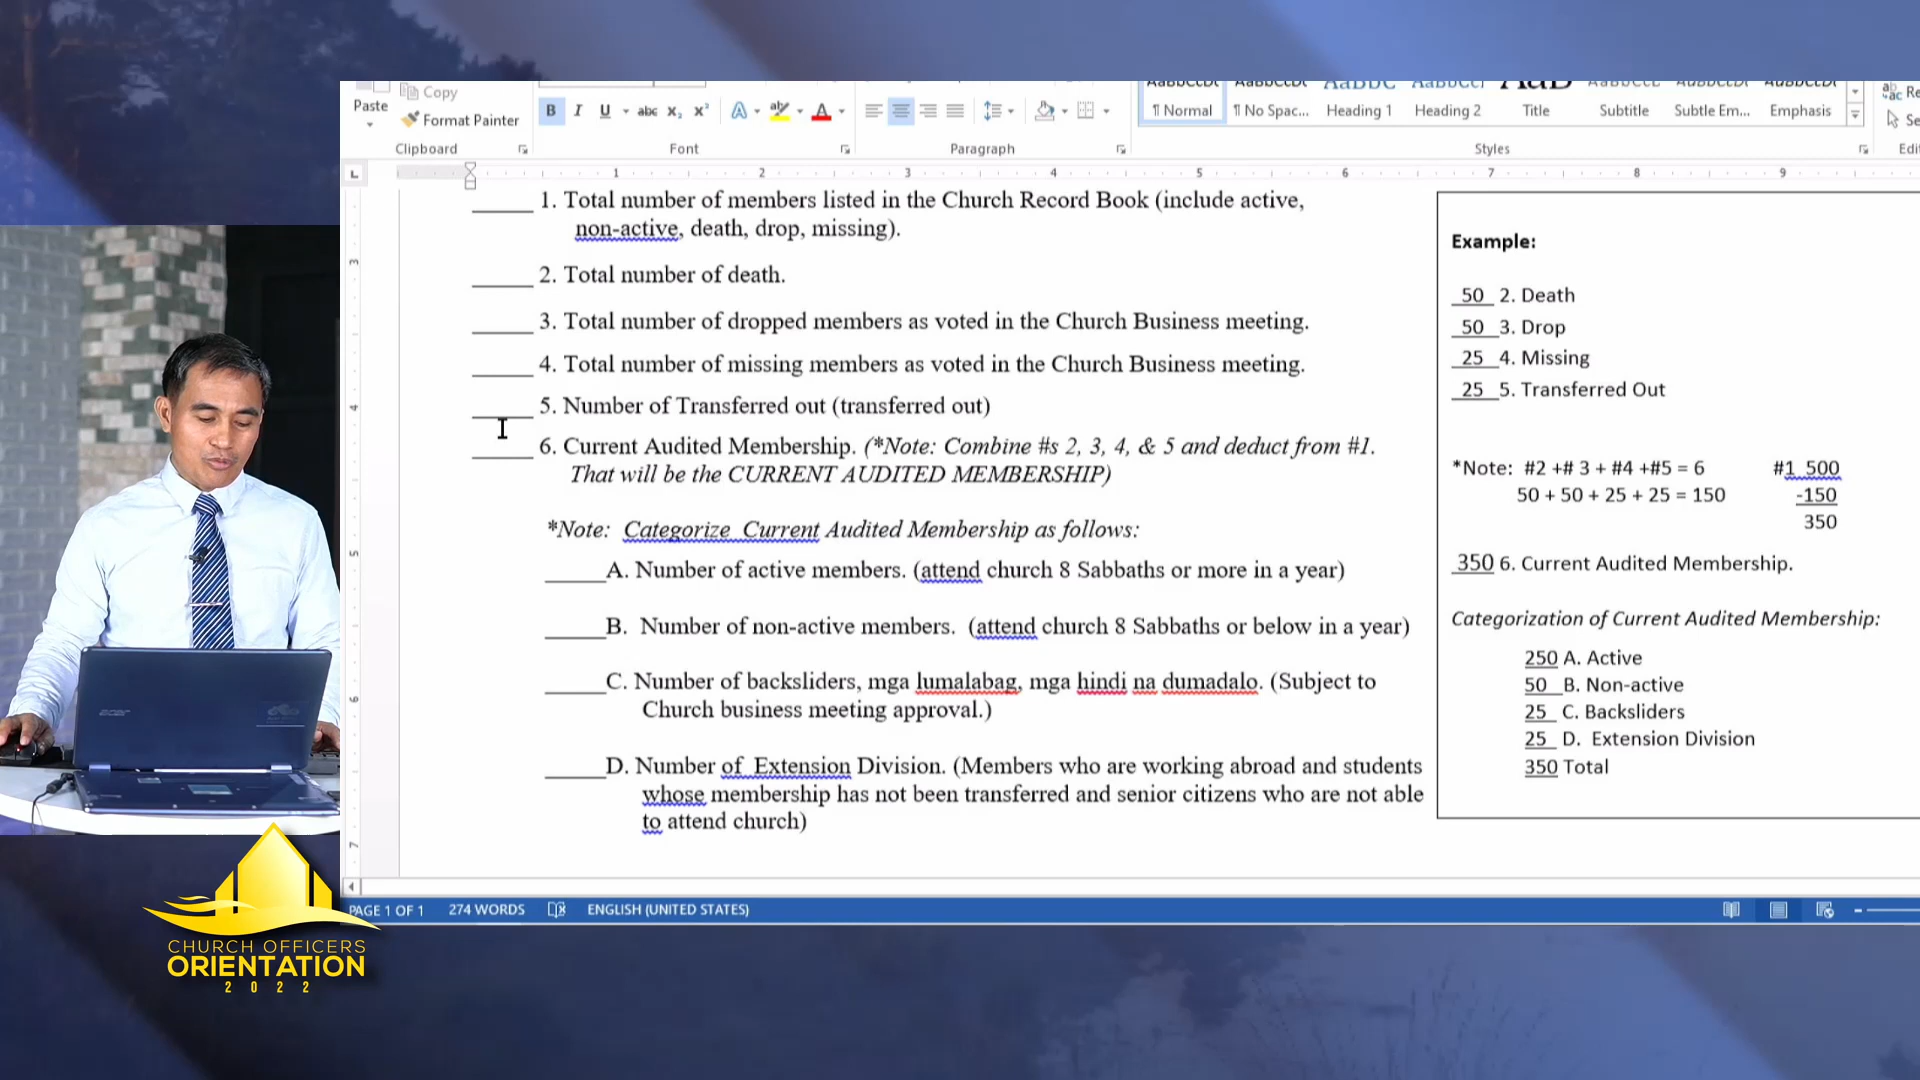 Paste
Copy
Format Painter
Clipboard
Font
Paragraph
¶ Normal
¶ No Spac...
Heading 1
Heading 2
Title
Subtitle
Subtle Em...
Emphasis
Styles
1 2 3 4 5 6 7 8 9
_____ 1. Total number of members listed in the Church Record Book (include active,
non-active, death, drop, missing).
_____ 2. Total number of death.
_____ 3. Total number of dropped members as voted in the Church Business meeting.
_____ 4. Total number of missing members as voted in the Church Business meeting.
_____ 5. Number of Transferred out (transferred out)
_____ 6. Current Audited Membership. (*Note: Combine #s 2, 3, 4, & 5 and deduct from #1.
That will be the CURRENT AUDITED MEMBERSHIP)
*Note: Categorize Current Audited Membership as follows:
_____A. Number of active members. (attend church 8 Sabbaths or more in a year)
_____B. Number of non-active members. (attend church 8 Sabbaths or below in a year)
_____C. Number of backsliders, mga lumalabag, mga hindi na dumadalo. (Subject to
Church business meeting approval.)
_____D. Number of Extension Division. (Members who are working abroad and students
whose membership has not been transferred and senior citizens who are not able
to attend church)
Example:
50 2. Death
50 3. Drop
25 4. Missing
25 5. Transferred Out
*Note: #2 +# 3 + #4 +#5 = 6 #1 500
50 + 50 + 25 + 25 = 150 -150
350
350 6. Current Audited Membership.
Categorization of Current Audited Membership:
250 A. Active
50 B. Non-active
25 C. Backsliders
25 D. Extension Division
350 Total
PAGE 1 OF 1 274 WORDS ENGLISH (UNITED STATES)
CHURCH OFFICERS
ORIENTATION
2022